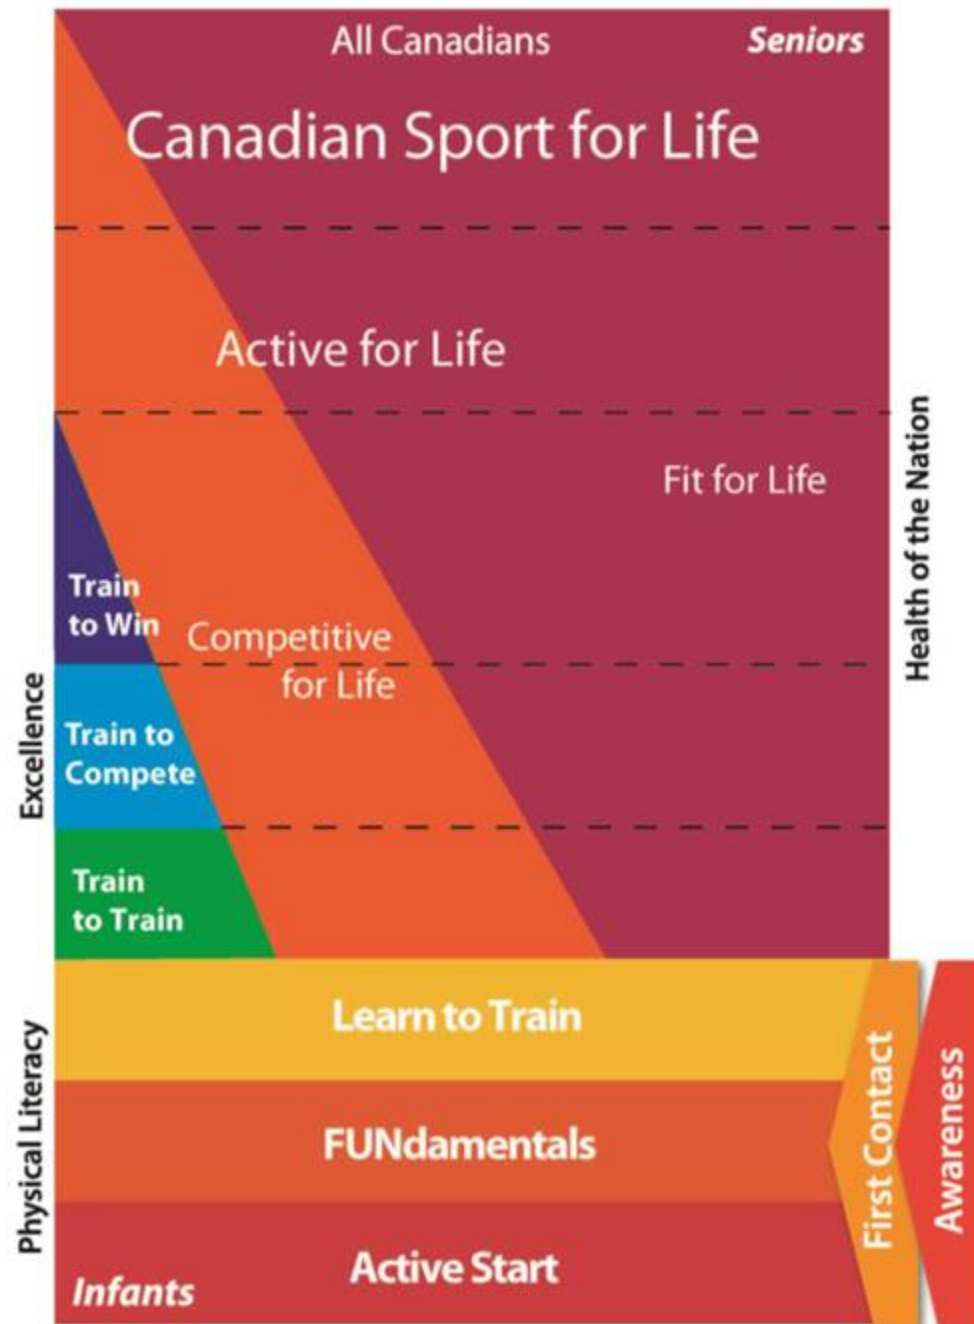 All Canadians
Seniors
Canadian Sport for Life
Active for Life
Fit for Life
Health of the Nation
Train
to Win
Competitive
for Life
Excellence
Train to
Compete
Train
to Train
Physical Literacy
Learn to Train
FUNdamentals
Active Start
Infants
First Contact
Awareness